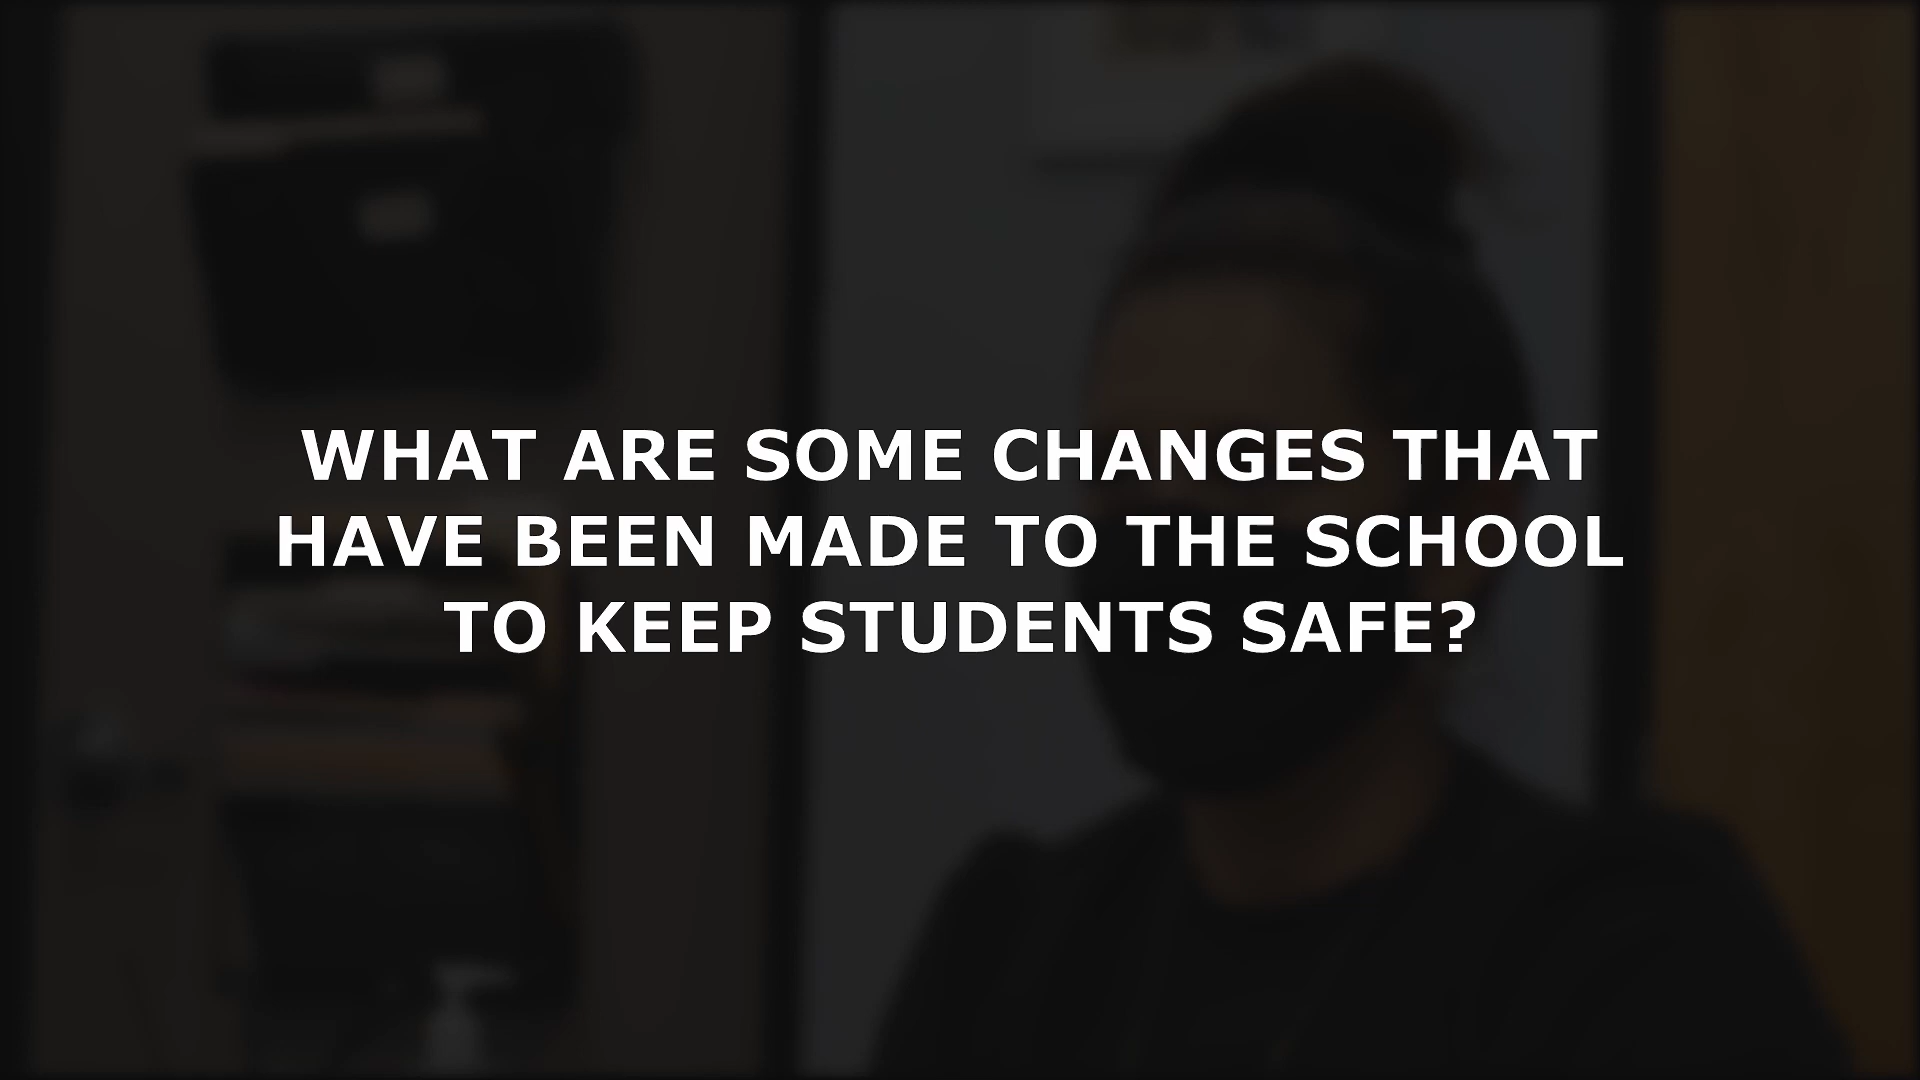 WHAT ARE SOME CHANGES THAT
HAVE BEEN MADE TO THE SCHOOL
TO KEEP STUDENTS SAFE?